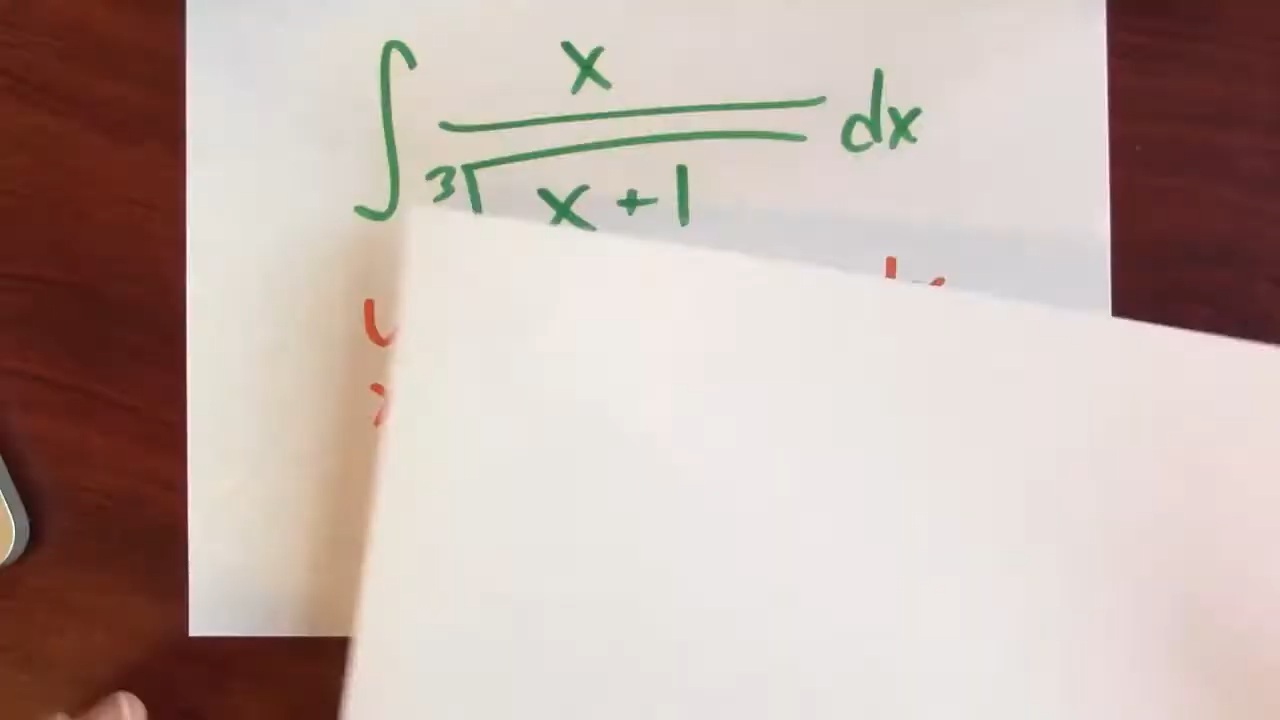 ∫ x / ∛(x + 1) dx